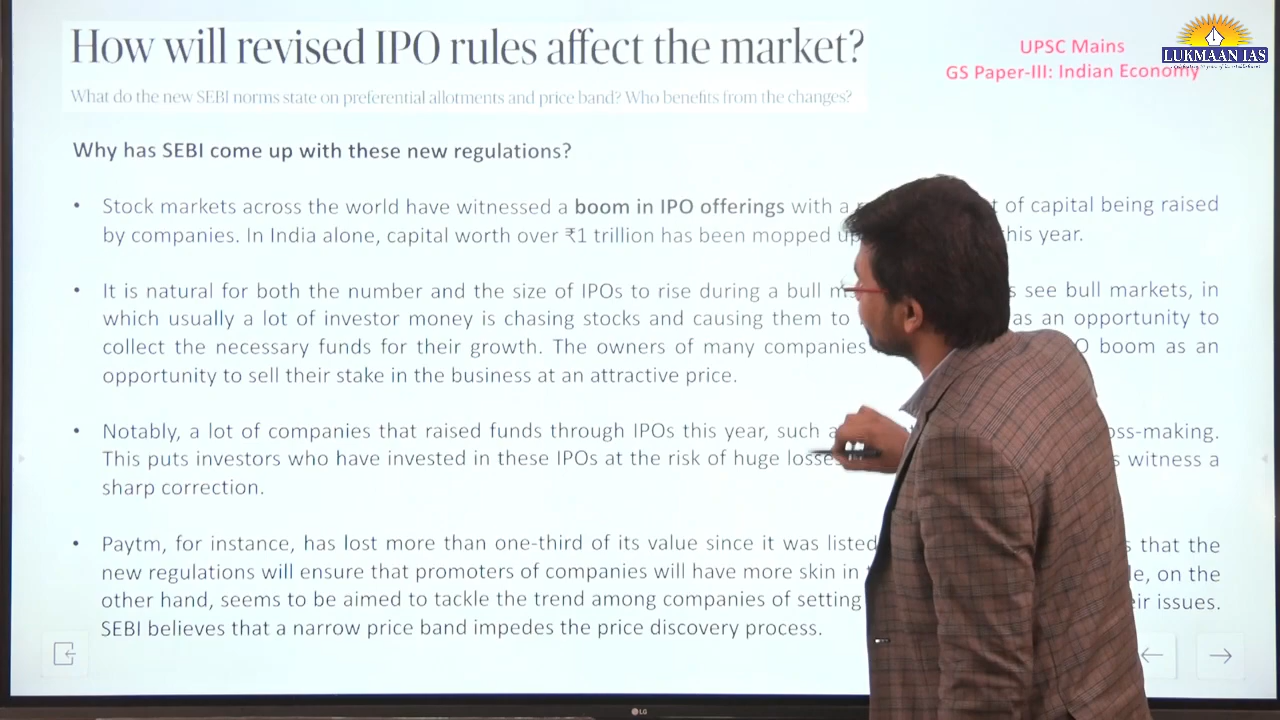 How will revised IPO rules affect the market?
What do the new SEBI norms state on preferential allotments and price band? Who benefits from the changes?
UPSC Mains
GS Paper-III: Indian Economy
LUKMAAN IAS
Why has SEBI come up with these new regulations?
• Stock markets across the world have witnessed a boom in IPO offerings with a of capital being raised
by companies. In India alone, capital worth over ₹1 trillion has been mopped this year.
• It is natural for both the number and the size of IPOs to rise during a bull see bull markets, in
which usually a lot of investor money is chasing stocks and causing them to as an opportunity to
collect the necessary funds for their growth. The owners of many companies boom as an
opportunity to sell their stake in the business at an attractive price.
• Notably, a lot of companies that raised funds through IPOs this year, such
This puts investors who have invested in these IPOs at the risk of huge witness a
sharp correction.
• Paytm, for instance, has lost more than one-third of its value since it was listed that the
new regulations will ensure that promoters of companies will have more skin in on the
other hand, seems to be aimed to tackle the trend among companies of setting issues.
SEBI believes that a narrow price band impedes the price discovery process.
LG